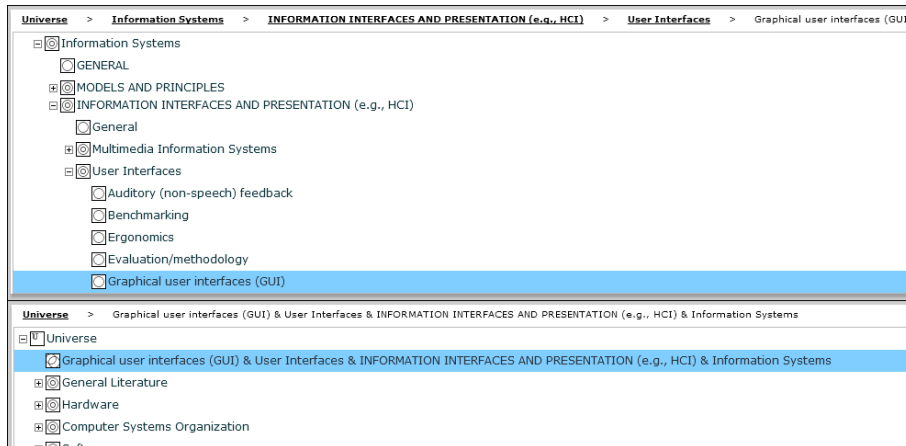 Universe > Information Systems > INFORMATION INTERFACES AND PRESENTATION (e.g., HCI) > User Interfaces > Graphical user interfaces (GUI
Information Systems
GENERAL
MODELS AND PRINCIPLES
INFORMATION INTERFACES AND PRESENTATION (e.g., HCI)
General
Multimedia Information Systems
User Interfaces
Auditory (non-speech) feedback
Benchmarking
Ergonomics
Evaluation/methodology
Graphical user interfaces (GUI)
Universe > Graphical user interfaces (GUI) & User Interfaces & INFORMATION INTERFACES AND PRESENTATION (e.g., HCI) & Information Systems
U Universe
Graphical user interfaces (GUI) & User Interfaces & INFORMATION INTERFACES AND PRESENTATION (e.g., HCI) & Information Systems
General Literature
Hardware
Computer Systems Organization